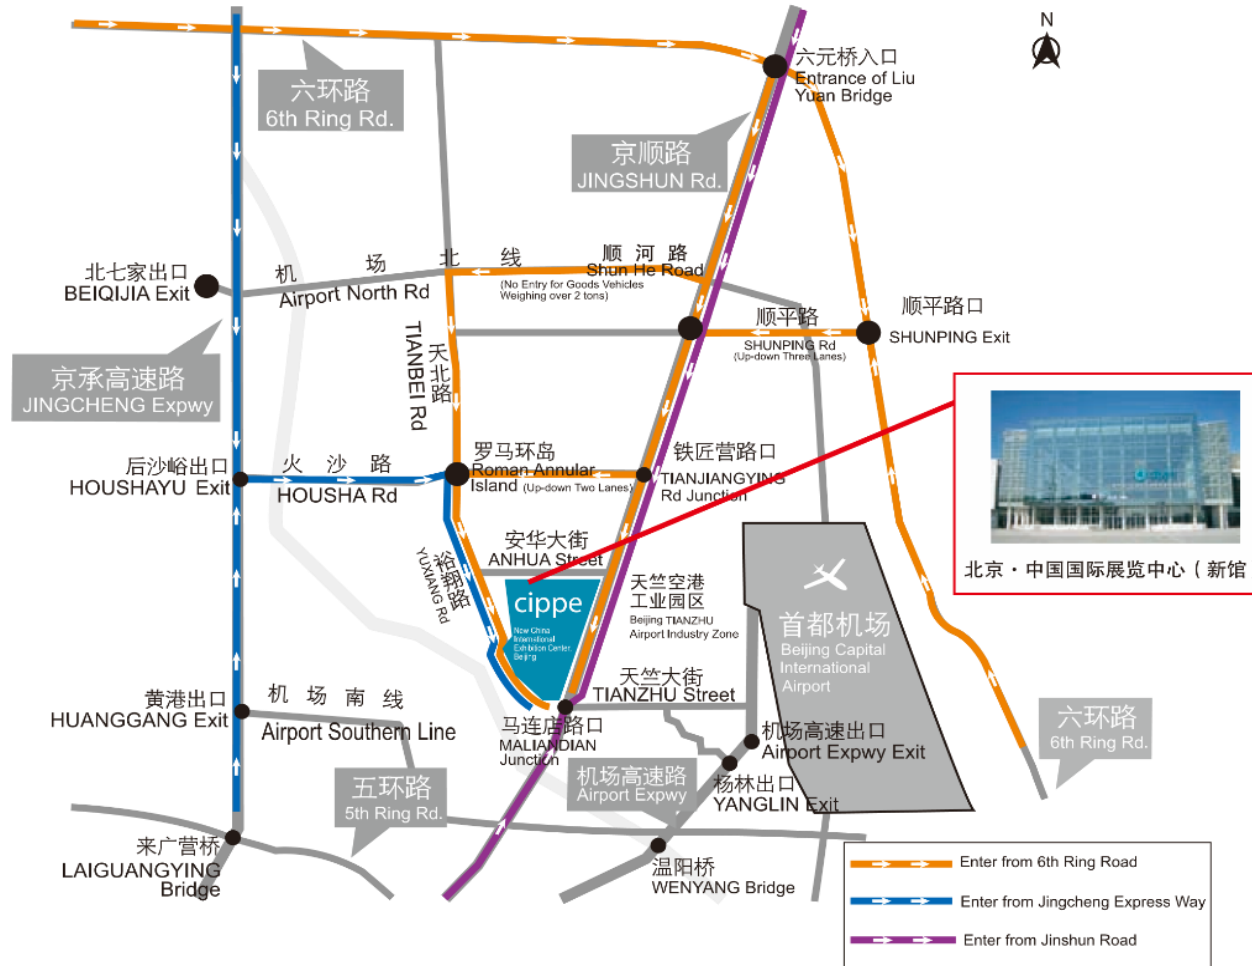 N
六元桥入口
Entrance of Liu
Yuan Bridge
六环路
6th Ring Rd.
京顺路
JINGSHUN Rd.
北七家出口
BEIQIJIA Exit
机场北线
Airport North Rd
顺河路
Shun He Road
(No Entry for Goods Vehicles
Weighing over 2 tons)
顺平路
SHUNPING Rd
(Up-down Three Lanes)
顺平路口
SHUNPING Exit
天北路
TIANBEI Rd
京承高速路
JINGCHENG Expwy
后沙峪出口
HOUSHAYU Exit
火沙路
HOUSHA Rd
罗马环岛
Roman Annular
Island (Up-down Two Lanes)
铁匠营路口
TIANJIANGYING
Rd Junction
安华大街
ANHUA Street
裕翔路
YUXIANG Rd
cippe
New China
International
Exhibition Center,
Beijing
天竺空港
工业园区
Beijing TIANZHU
Airport Industry Zone
首都机场
Beijing Capital
International
Airport
北京·中国国际展览中心（新馆
天竺大街
TIANZHU Street
黄港出口
HUANGGANG Exit
机场南线
Airport Southern Line
马连店路口
MALIANDIAN
Junction
机场高速出口
Airport Expwy Exit
六环路
6th Ring Rd.
五环路
5th Ring Rd.
机场高速路
Airport Expwy
杨林出口
YANGLIN Exit
来广营桥
LAIGUANGYING
Bridge
温阳桥
WENYANG Bridge
Enter from 6th Ring Road
Enter from Jingcheng Express Way
Enter from Jinshun Road